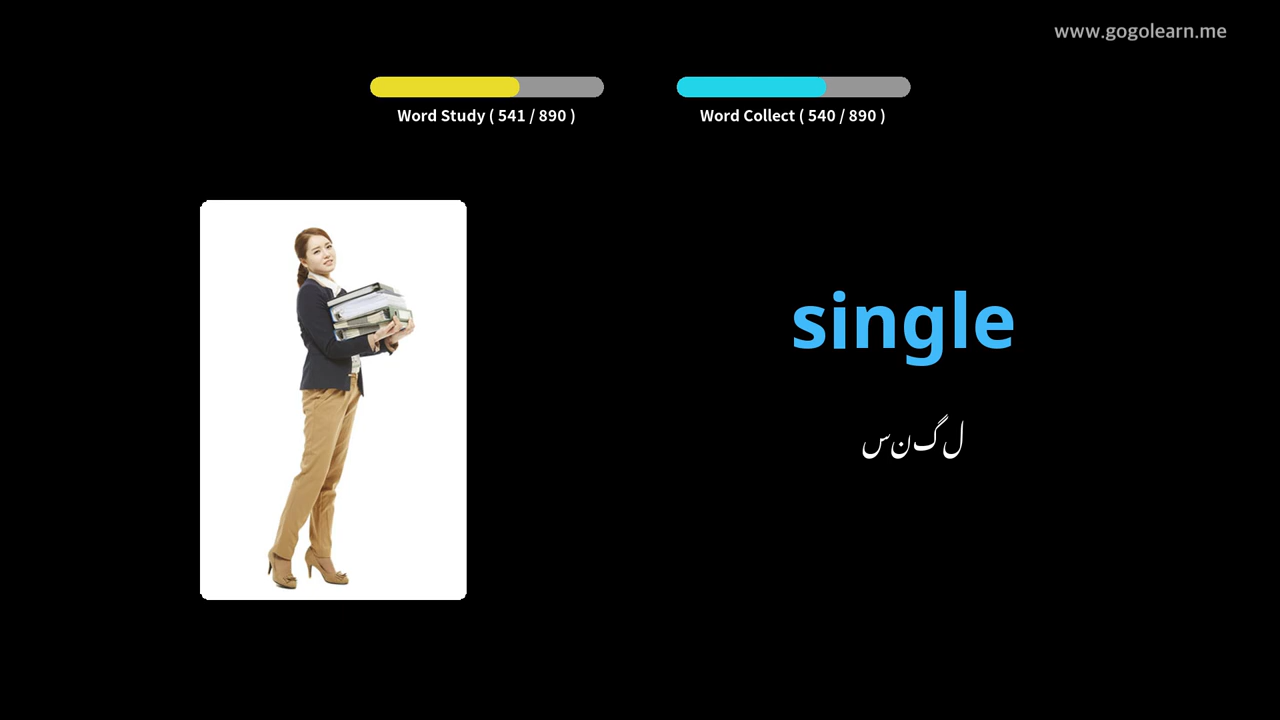 www.gogolearn.me
Word Study ( 541 / 890 )
Word Collect ( 540 / 890 )
single
ل گ ن س